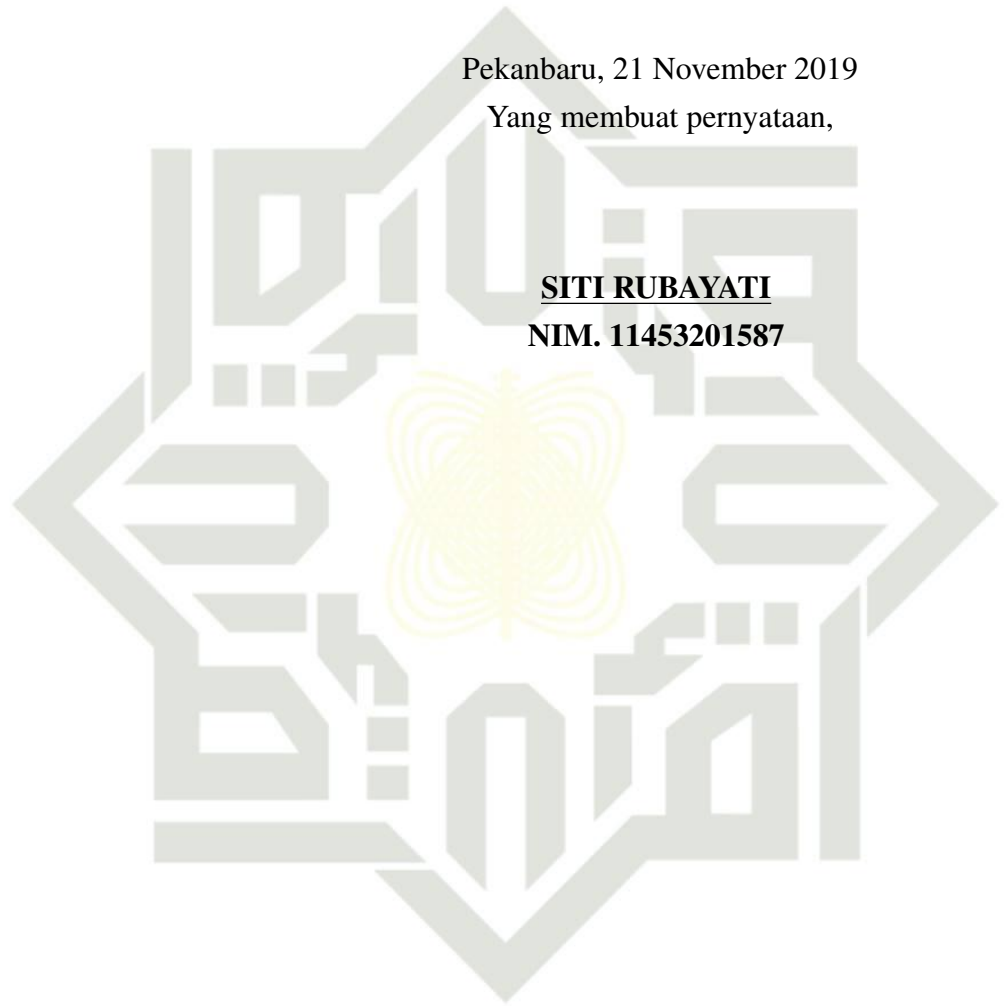 Pekanbaru, 21 November 2019
Yang membuat pernyataan,
SITI RUBAYATI
NIM. 11453201587